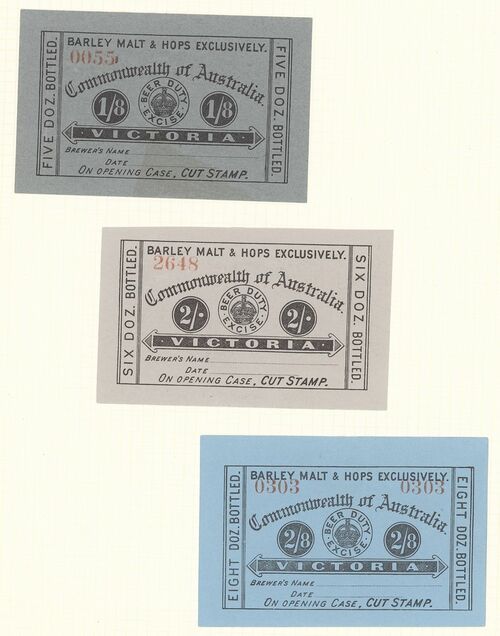 BARLEY MALT & HOPS EXCLUSIVELY.
0055
Commonwealth of Australia.
1/8
BEER DUTY
EXCISE
1/8
VICTORIA
BREWER'S NAME
DATE
ON OPENING CASE, CUT STAMP.
FIVE DOZ. BOTTLED.
FIVE DOZ. BOTTLED.
BARLEY MALT & HOPS EXCLUSIVELY.
2648
Commonwealth of Australia.
2/-
BEER DUTY
EXCISE
2/-
VICTORIA
BREWER'S NAME
DATE
ON OPENING CASE, CUT STAMP.
SIX DOZ. BOTTLED.
SIX DOZ. BOTTLED.
BARLEY MALT & HOPS EXCLUSIVELY.
0303 0303
Commonwealth of Australia.
2/8
BEER DUTY
EXCISE
2/8
VICTORIA
BREWER'S NAME
DATE
ON OPENING CASE, CUT STAMP.
EIGHT DOZ. BOTTLED.
EIGHT DOZ. BOTTLED.